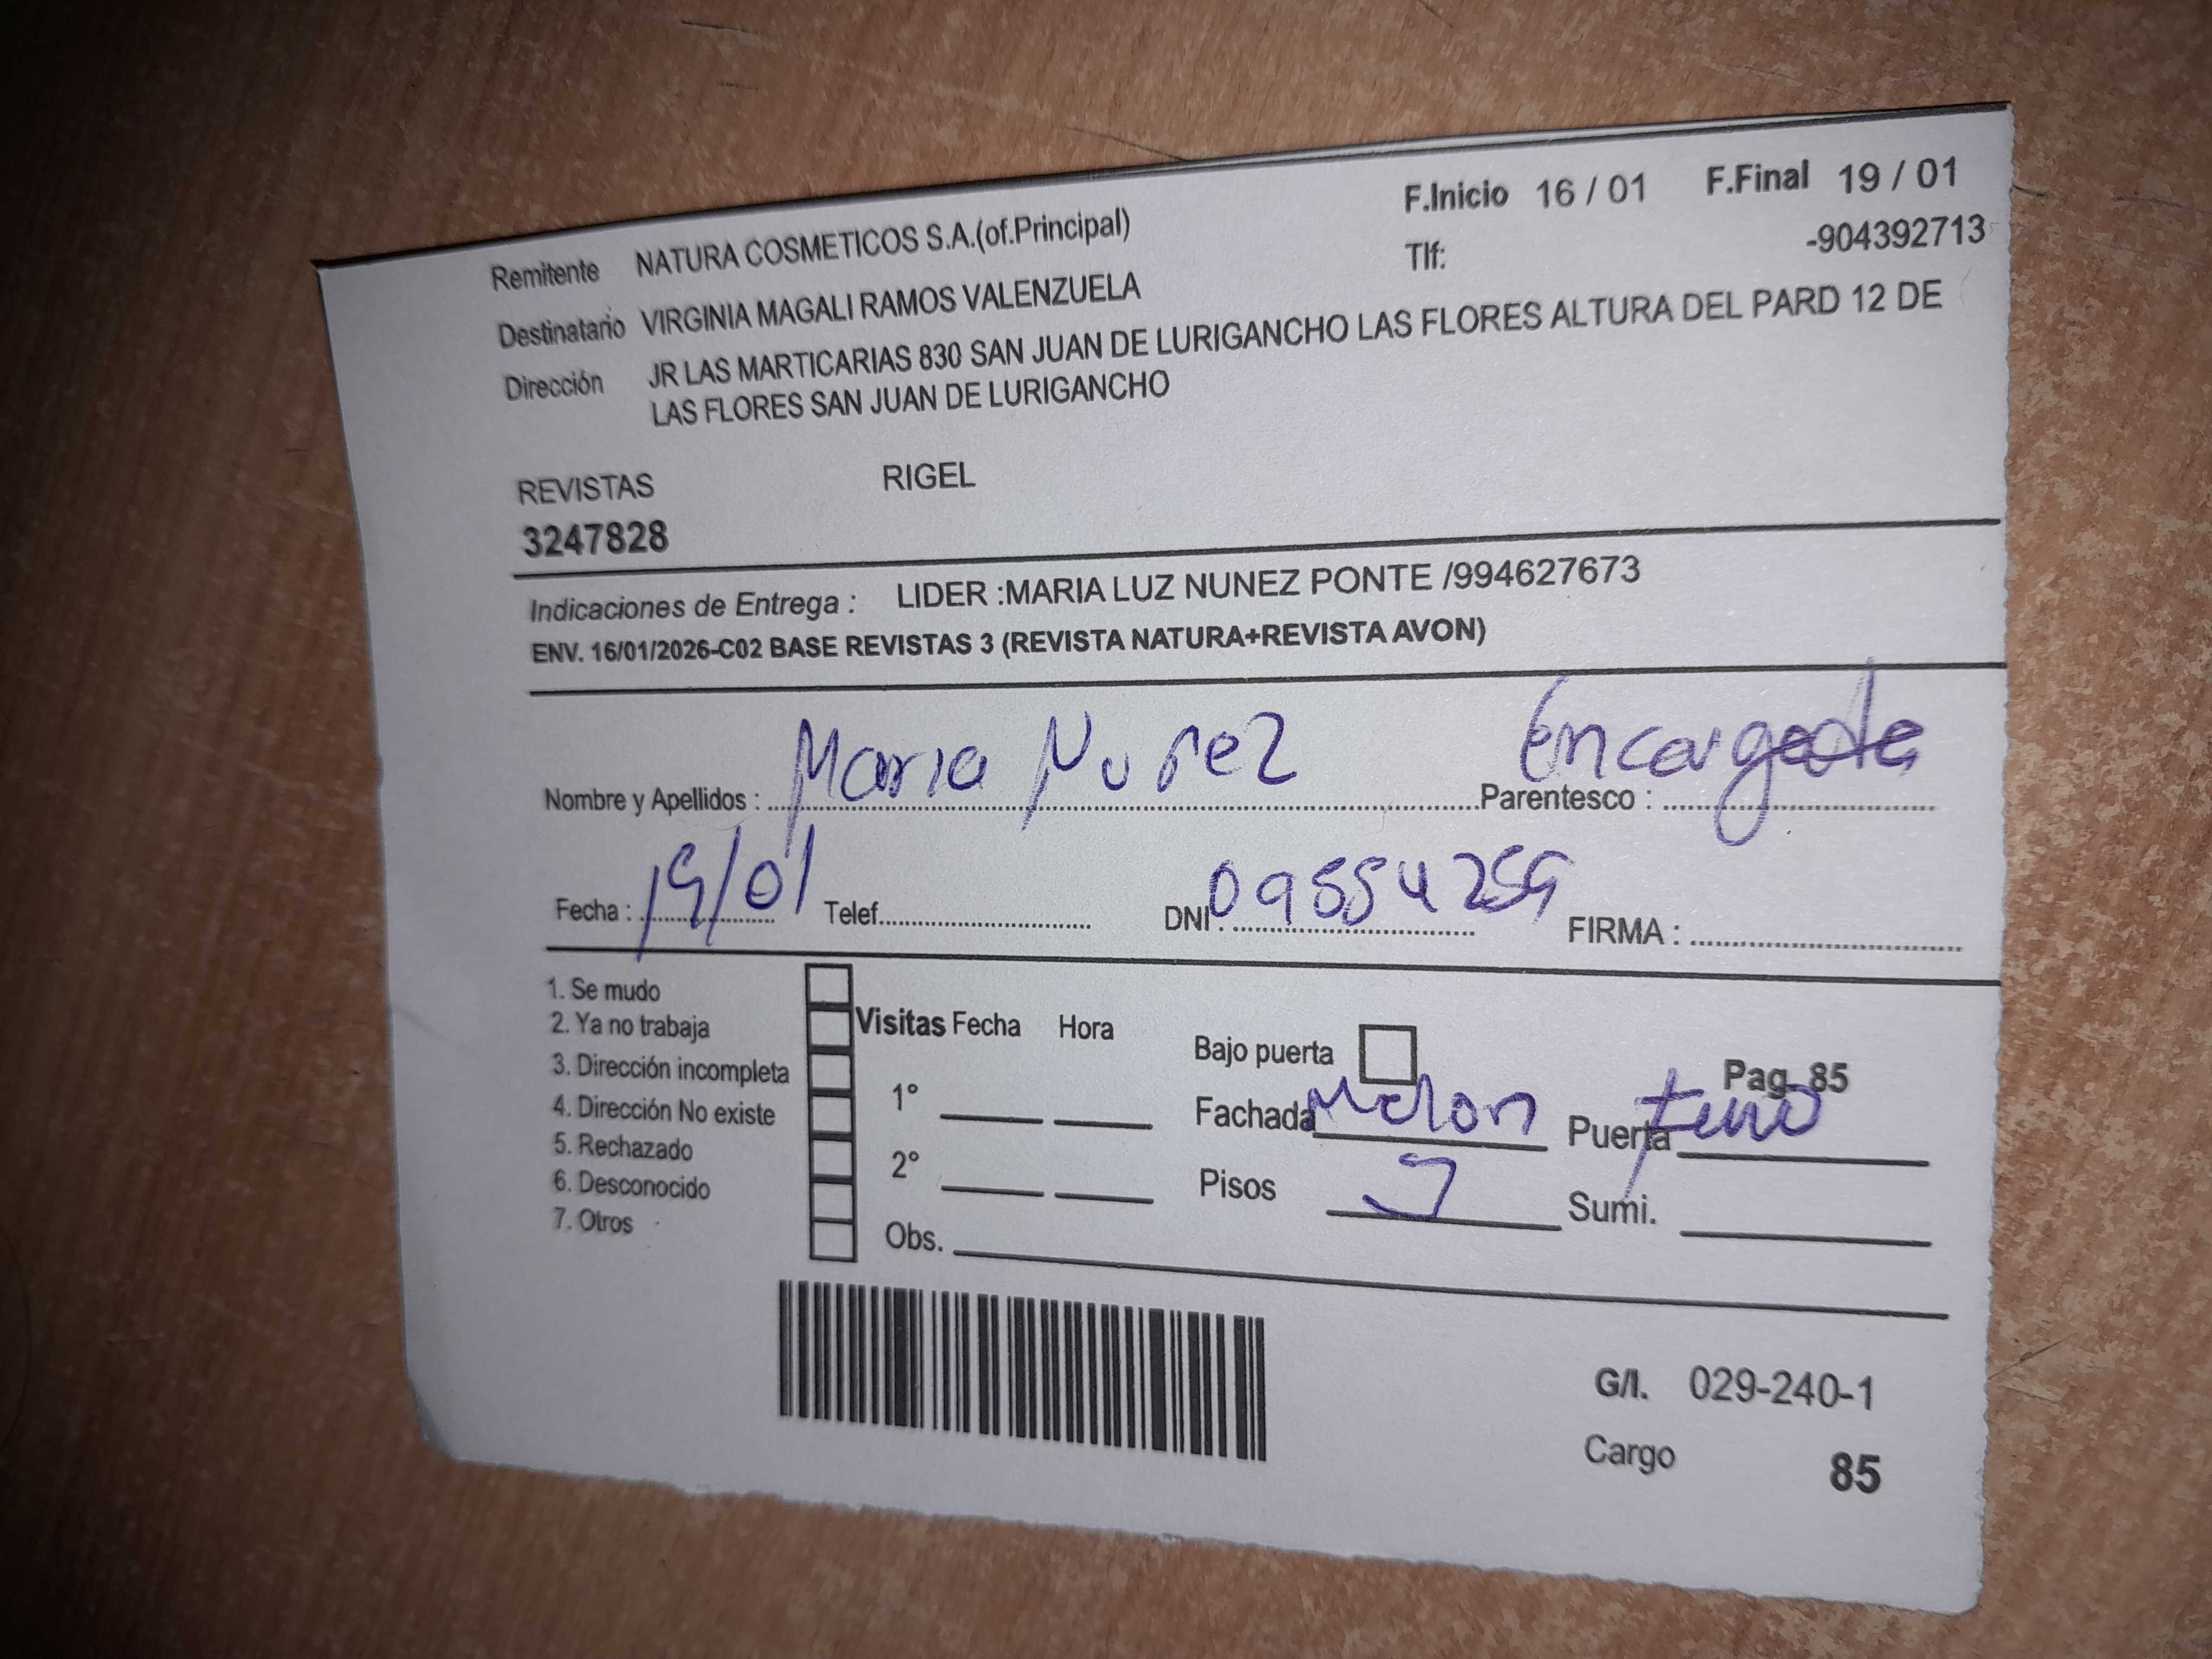 F.Inicio 16 / 01 F.Final 19 / 01
Remitente NATURA COSMETICOS S.A.(of.Principal) Tlf: -904392713
Destinatario VIRGINIA MAGALI RAMOS VALENZUELA
Dirección JR LAS MARTICARIAS 830 SAN JUAN DE LURIGANCHO LAS FLORES ALTURA DEL PARD 12 DE
LAS FLORES SAN JUAN DE LURIGANCHO
REVISTAS RIGEL
3247828
Indicaciones de Entrega : LIDER :MARIA LUZ NUNEZ PONTE /994627673
ENV. 16/01/2026-C02 BASE REVISTAS 3 (REVISTA NATURA+REVISTA AVON)
Nombre y Apellidos : Maria Nuñez Parentesco : Encargada
Fecha : 19/01 Telef. DNI. FIRMA :
1. Se mudo
2. Ya no trabaja Visitas Fecha Hora Bajo puerta Pag. 85
3. Dirección incompleta
4. Dirección No existe 1° Fachada Melon Puerta
5. Rechazado
6. Desconocido 2° Pisos Sumi.
7. Otros Obs.
G/I. 029-240-1
Cargo 85